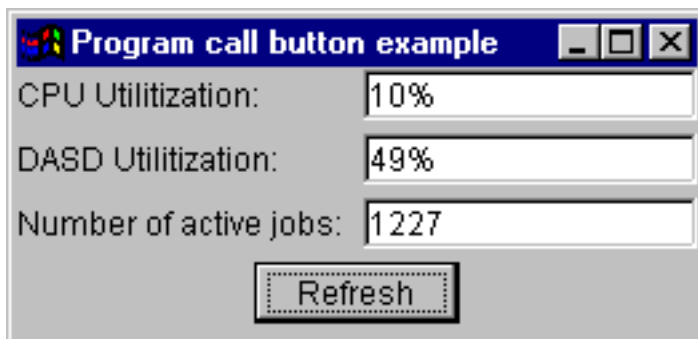 Program call button example
CPU Utilitization: 10%
DASD Utilitization: 49%
Number of active jobs: 1227
Refresh